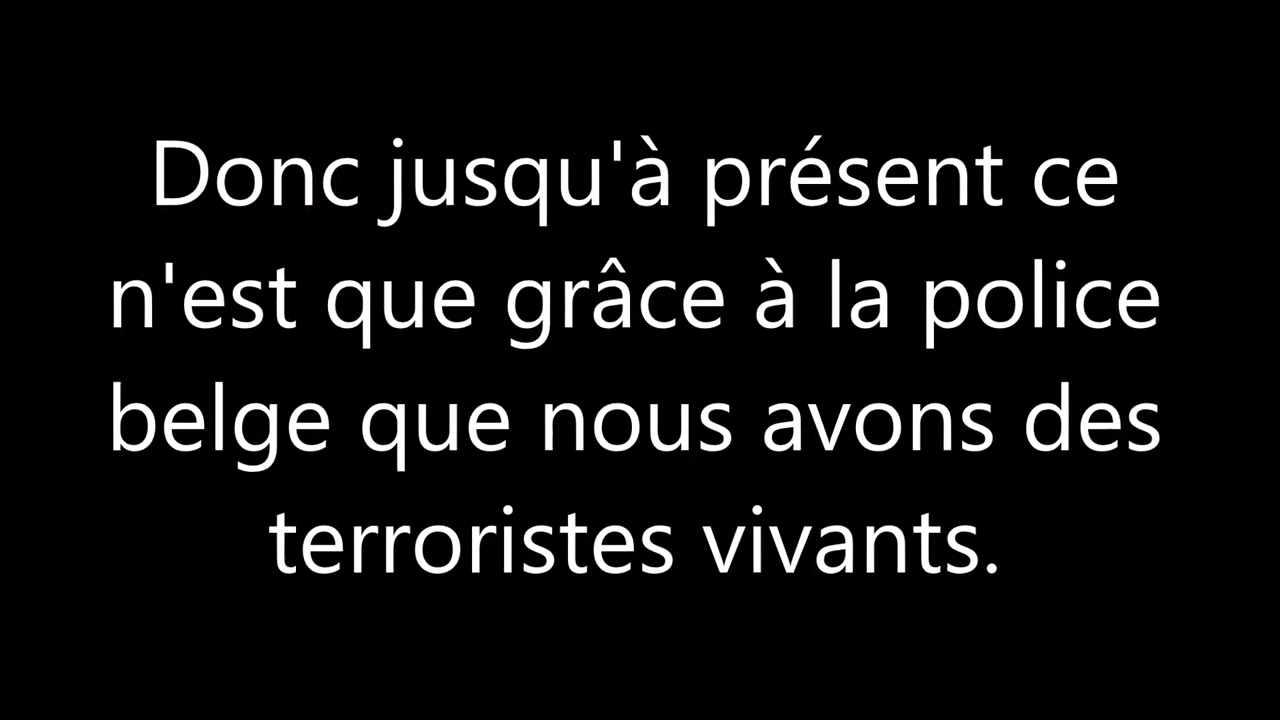 Donc jusqu'à présent ce
n'est que grâce à la police
belge que nous avons des
terroristes vivants.